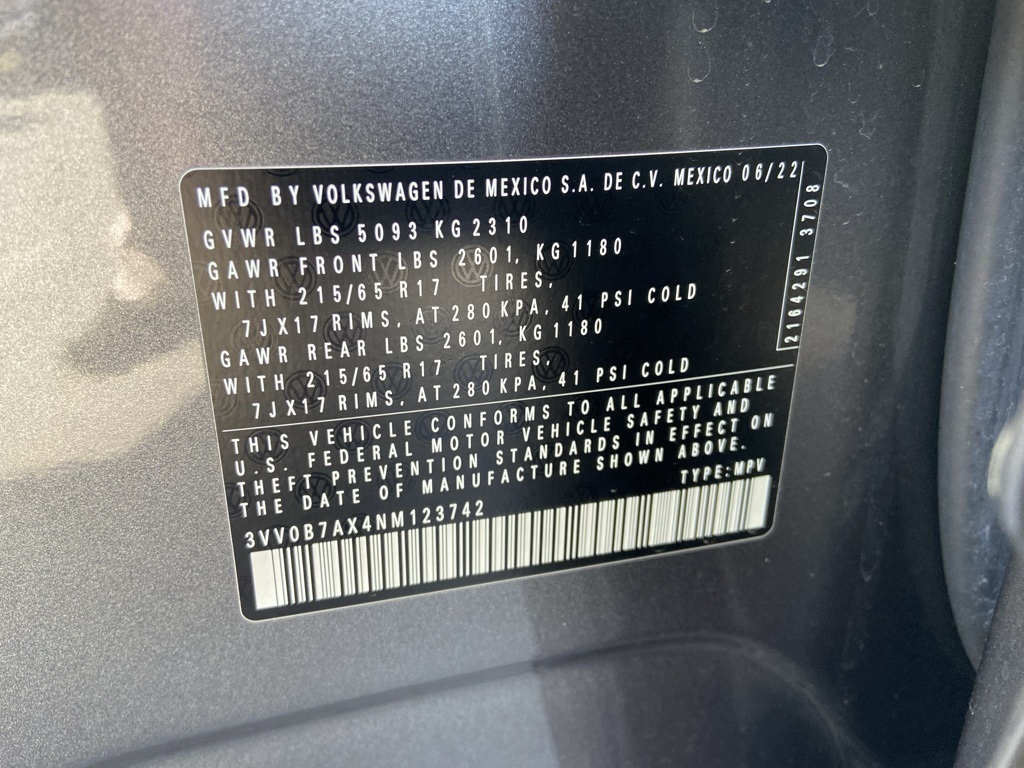 MFD BY VOLKSWAGEN DE MEXICO S.A. DE C.V. MEXICO 06/22
GVWR LBS 5093 KG 2310
GAWR FRONT LBS 2601, KG 1180
WITH 215/65 R17 TIRES,
7JX17 RIMS, AT 280 KPA, 41 PSI COLD
GAWR REAR LBS 2601, KG 1180
WITH 215/65 R17 TIRES,
7JX17 RIMS, AT 280 KPA, 41 PSI COLD
2164291 3708
THIS VEHICLE CONFORMS TO ALL APPLICABLE
U.S. FEDERAL MOTOR VEHICLE SAFETY AND
THEFT PREVENTION STANDARDS IN EFFECT ON
THE DATE OF MANUFACTURE SHOWN ABOVE.
TYPE: MPV
3VV0B7AX4NM123742